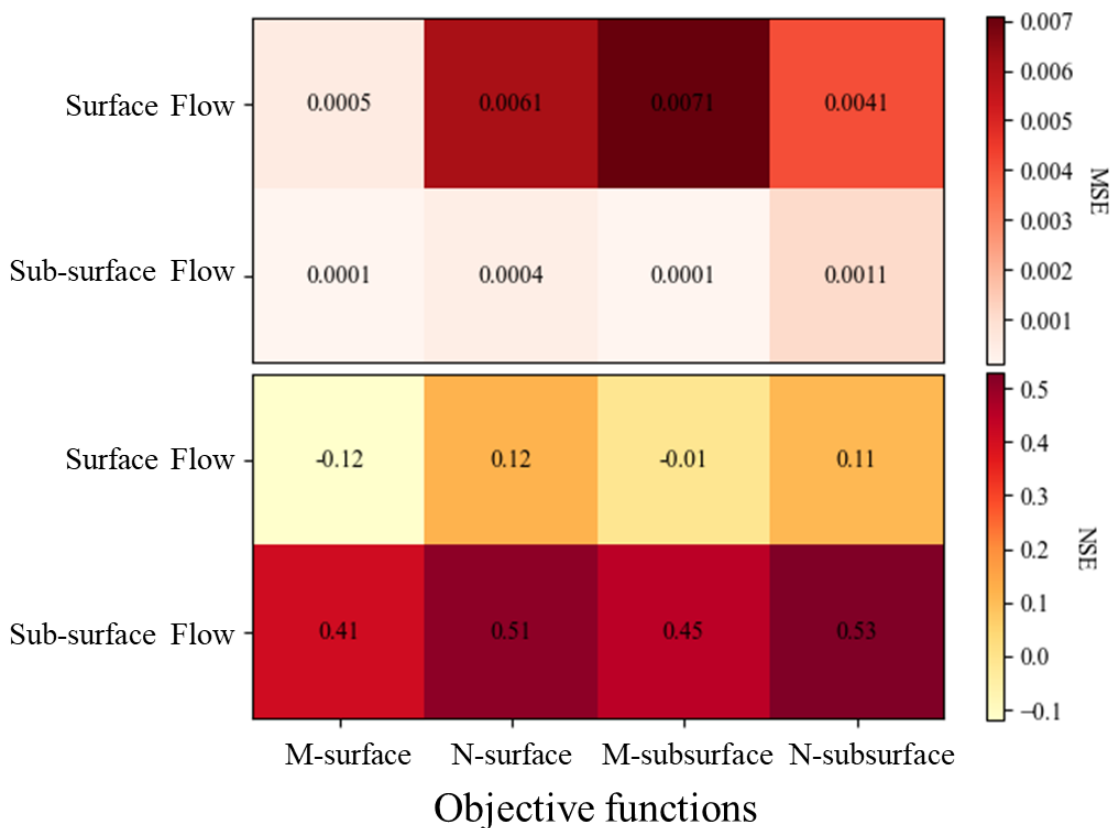 0.007
Surface Flow 0.0005 0.0061 0.0071 0.0041
0.006
0.005
0.004
MSE
0.003
Sub-surface Flow 0.0001 0.0004 0.0001 0.0011
0.002
0.001
0.5
Surface Flow -0.12 0.12 -0.01 0.11
0.4
0.3
NSE
0.2
0.1
Sub-surface Flow 0.41 0.51 0.45 0.53
0.0
−0.1
M-surface N-surface M-subsurface N-subsurface
Objective functions